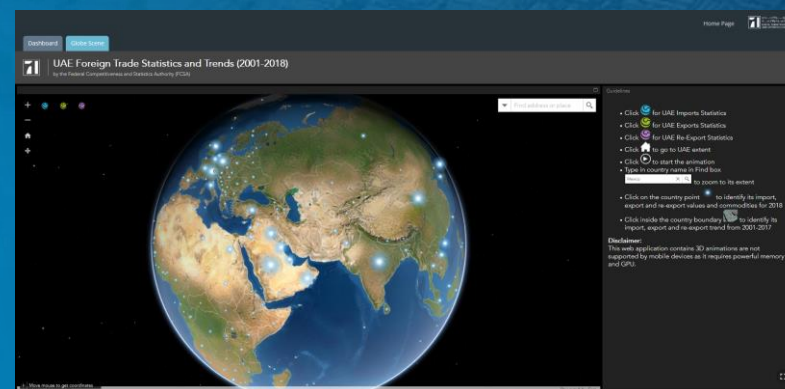 Home Page
Dashboard
Globe Scene
UAE Foreign Trade Statistics and Trends (2001-2018)
by the Federal Competitiveness and Statistics Authority (FCSA)
Find address or place
Guidelines
• Click for UAE Imports Statistics
• Click for UAE Exports Statistics
• Click for UAE Re-Export Statistics
• Click to go to UAE extent
• Click to start the animation
• Type in country name in Find box
to zoom to its extent
• Click on the country point to identify its import,
export and re-export values and commodities for 2018
• Click inside the country boundary to identify its
import, export and re-export trend from 2001-2017
Disclaimer:
This web application contains 3D animations are not
supported by mobile devices as it requires powerful memory
and GPU.
Move mouse to get coordinates